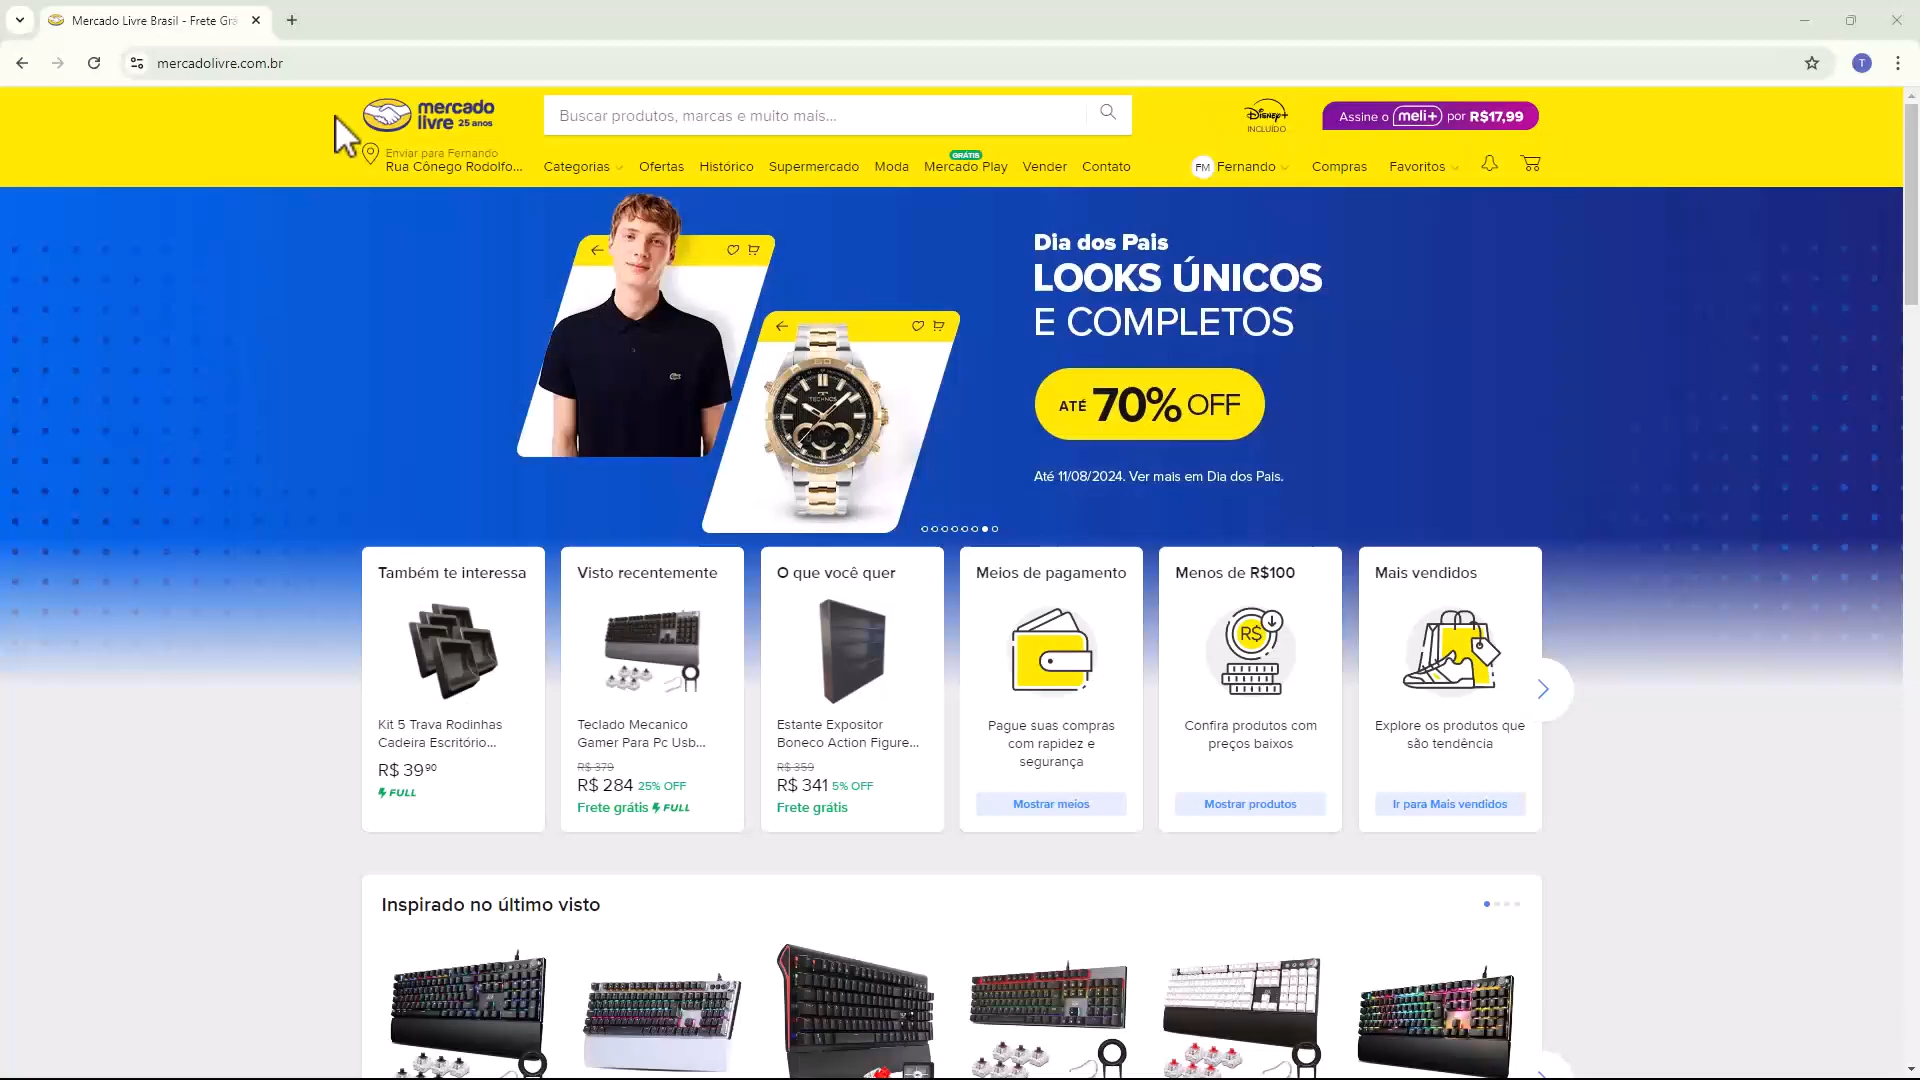 Mercado Livre Brasil - Frete Grá
mercadolivre.com.br
T
mercado
livre 25 anos
Buscar produtos, marcas e muito mais...
Disney+
INCLUÍDO
Assine o meli+ por R$17,99
Enviar para Fernando
Rua Cônego Rodolfo...
Categorias
Ofertas
Histórico
Supermercado
Moda
GRÁTIS
Mercado Play
Vender
Contato
FM
Fernando
Compras
Favoritos
Dia dos Pais
LOOKS ÚNICOS
E COMPLETOS
ATÉ 70% OFF
Até 11/08/2024. Ver mais em Dia dos Pais.
TECHNOS
Também te interessa
Kit 5 Trava Rodinhas
Cadeira Escritório...
R$ 39 90
FULL
Visto recentemente
Teclado Mecanico
Gamer Para Pc Usb...
R$ 379
R$ 284 25% OFF
Frete grátis FULL
O que você quer
Estante Expositor
Boneco Action Figure...
R$ 359
R$ 341 5% OFF
Frete grátis
Meios de pagamento
Pague suas compras
com rapidez e
segurança
Mostrar meios
Menos de R$100
R$
Confira produtos com
preços baixos
Mostrar produtos
Mais vendidos
Explore os produtos que
são tendência
Ir para Mais vendidos
Inspirado no último visto